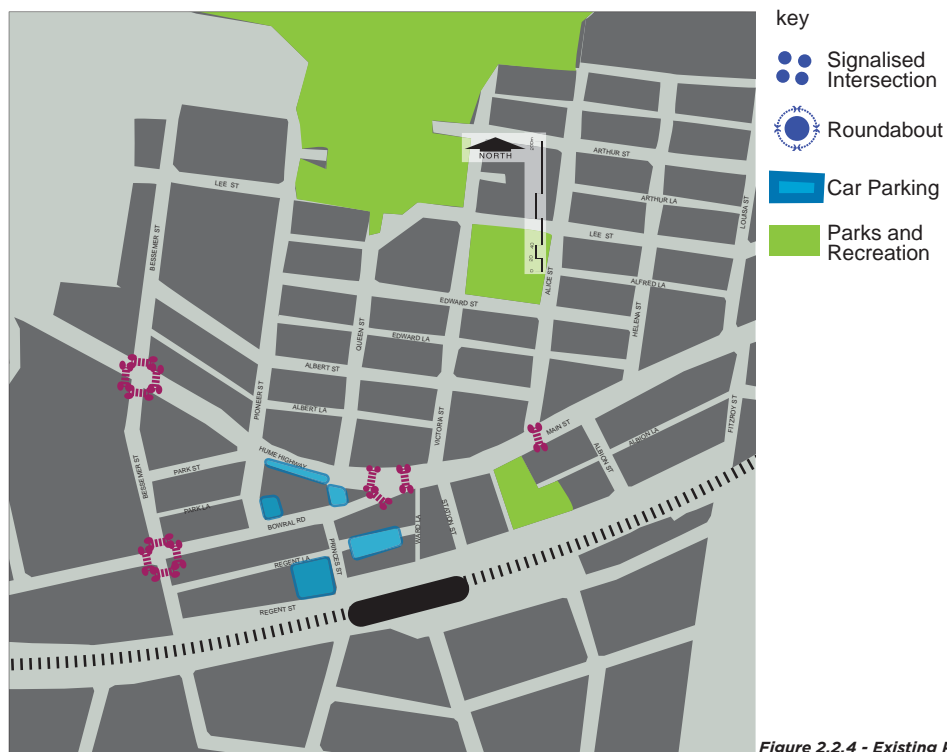 key
Signalised
Intersection
Roundabout
Car Parking
Parks and
Recreation
NORTH
ARTHUR ST
LEE ST
ARTHUR LA
LOUISA ST
BESSEMER ST
LEE ST
ALICE ST
ALFRED LA
EDWARD ST
HELENA ST
QUEEN ST
EDWARD LA
ALBERT ST
PIONEER ST
ALBERT LA
VICTORIA ST
MAIN ST
FITZROY ST
ALBION LA
HUME HIGHWAY
ALBION ST
BESSEMER ST
PARK ST
PARK LA
BOWRAL RD
STATION ST
WARD LA
PRINCES ST
REGENT LA
REGENT ST
Figure 2.2.4 - Existing